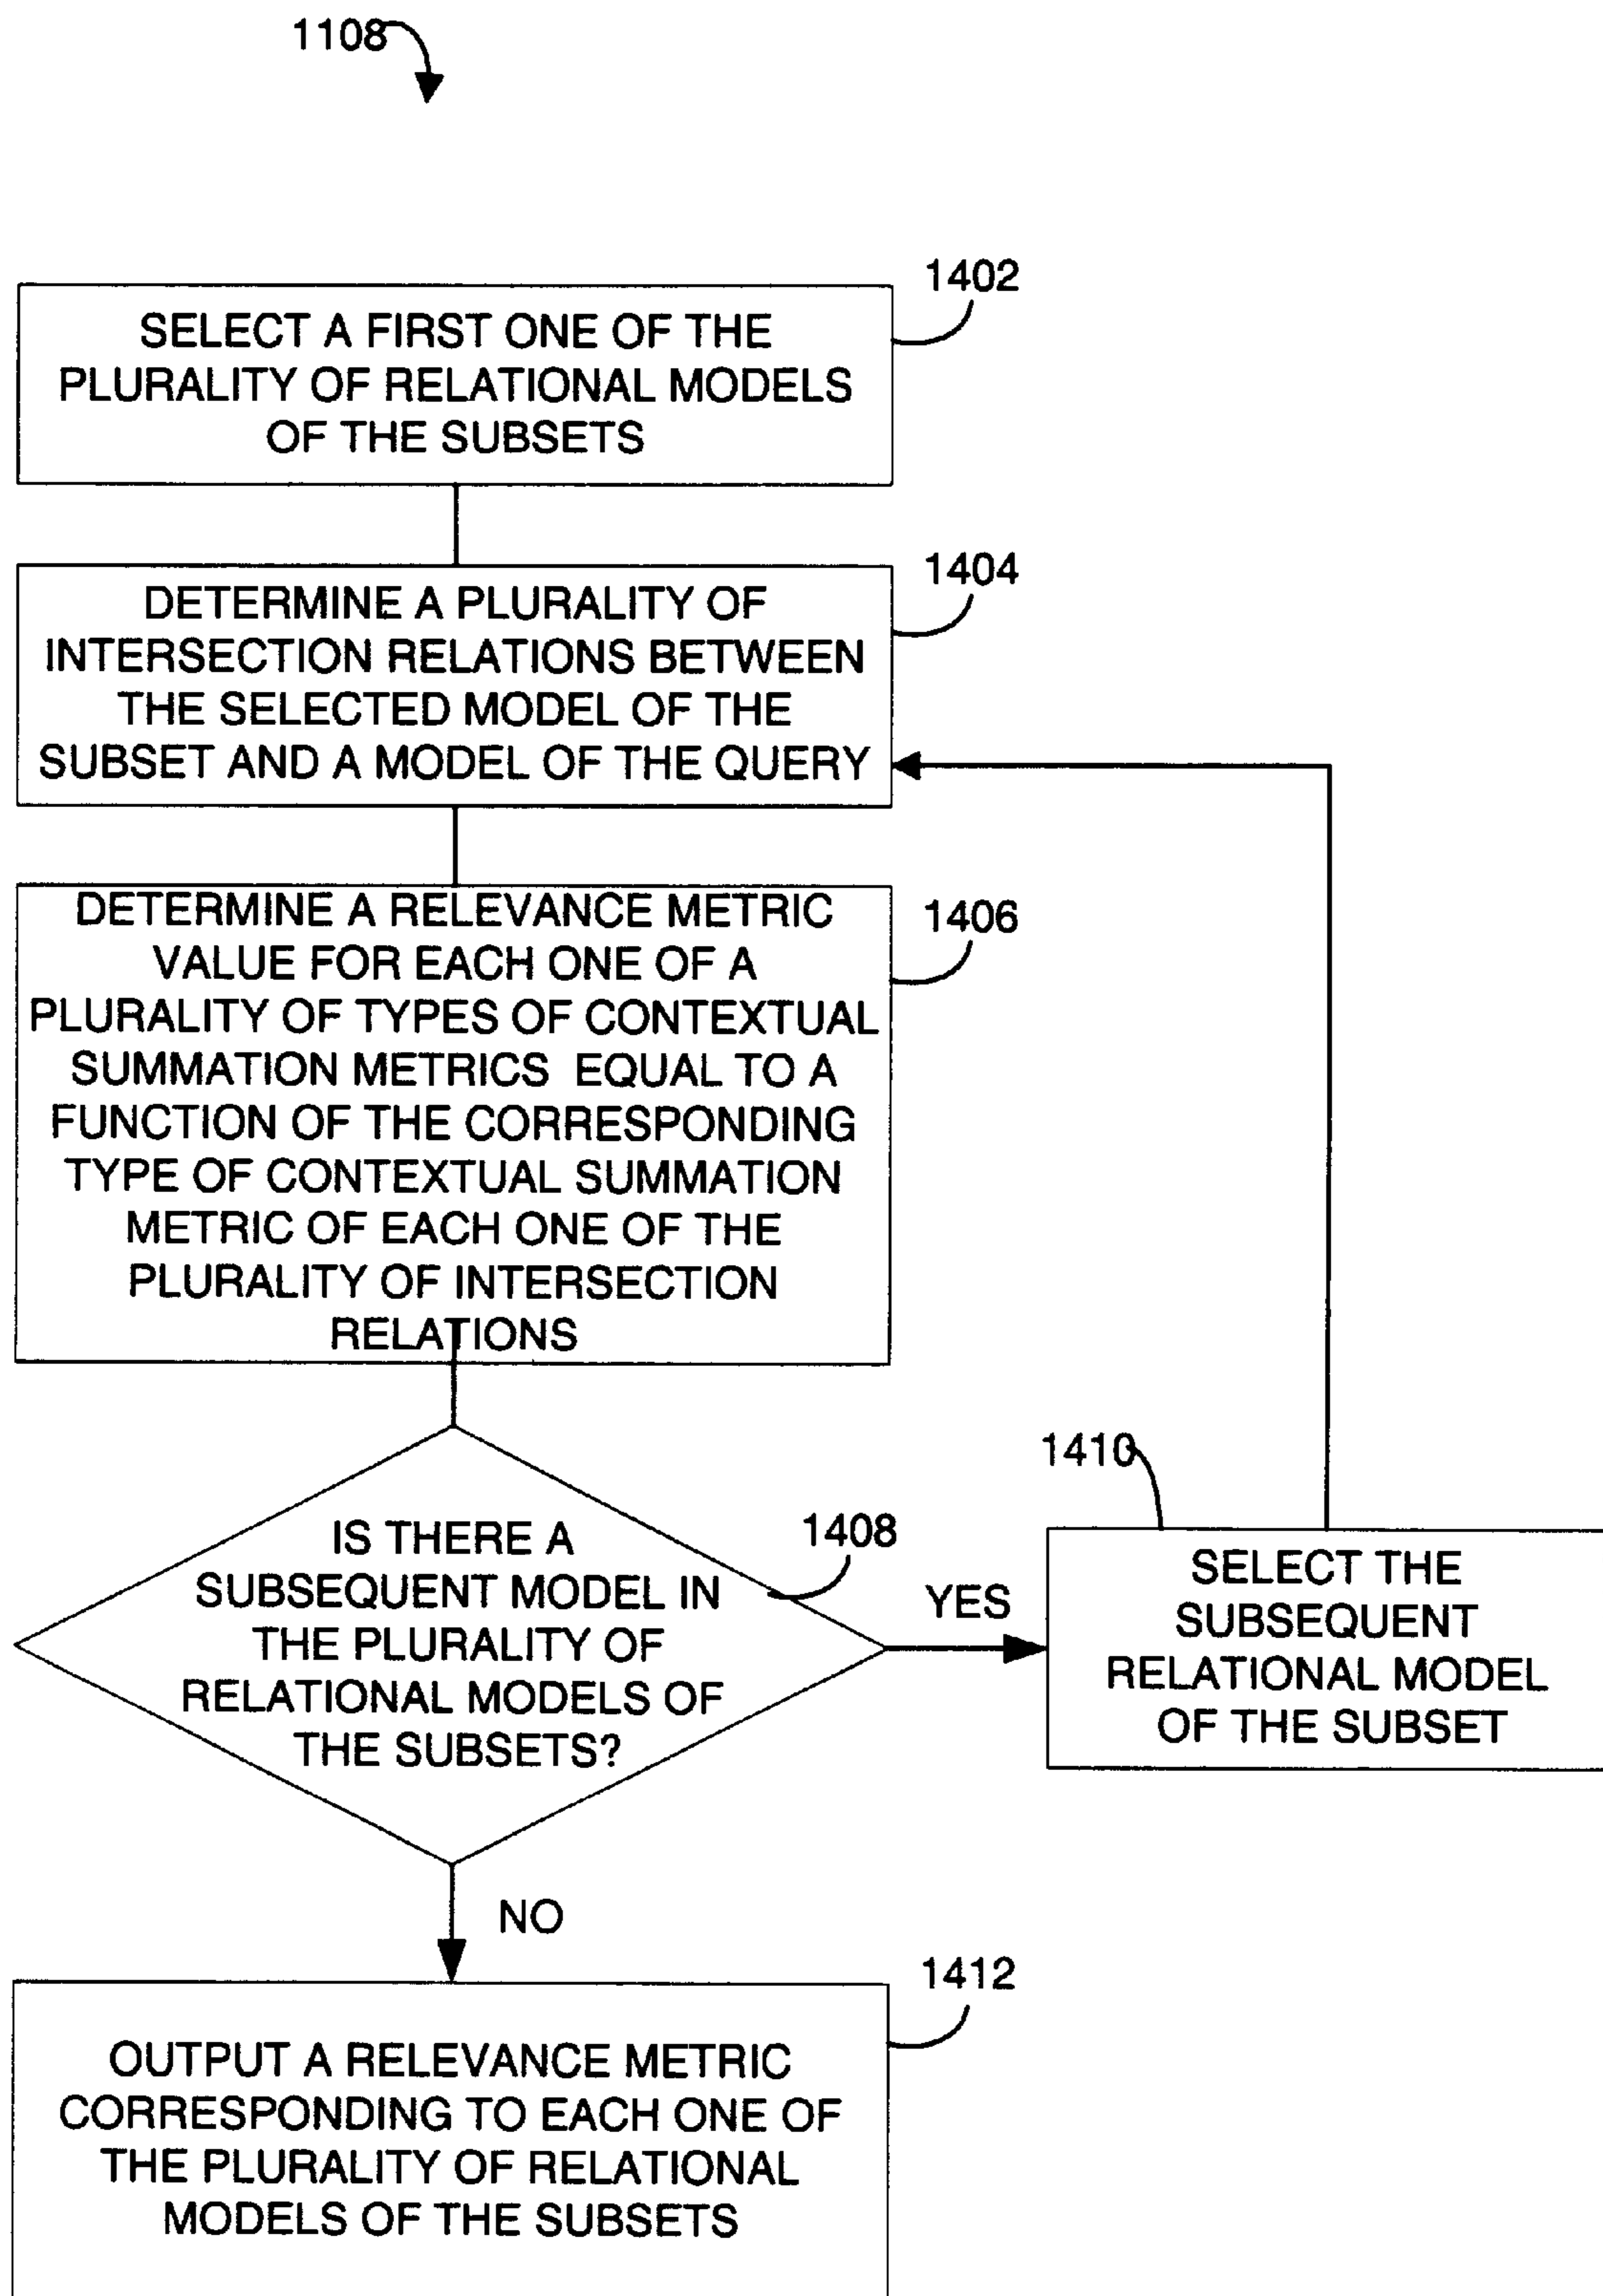 1108
1402
SELECT A FIRST ONE OF THE
PLURALITY OF RELATIONAL MODELS
OF THE SUBSETS
1404
DETERMINE A PLURALITY OF
INTERSECTION RELATIONS BETWEEN
THE SELECTED MODEL OF THE
SUBSET AND A MODEL OF THE QUERY
1406
DETERMINE A RELEVANCE METRIC
VALUE FOR EACH ONE OF A
PLURALITY OF TYPES OF CONTEXTUAL
SUMMATION METRICS EQUAL TO A
FUNCTION OF THE CORRESPONDING
TYPE OF CONTEXTUAL SUMMATION
METRIC OF EACH ONE OF THE
PLURALITY OF INTERSECTION
RELATIONS
1408
IS THERE A
SUBSEQUENT MODEL IN
THE PLURALITY OF
RELATIONAL MODELS OF
THE SUBSETS?
YES
1410
SELECT THE
SUBSEQUENT
RELATIONAL MODEL
OF THE SUBSET
NO
1412
OUTPUT A RELEVANCE METRIC
CORRESPONDING TO EACH ONE OF
THE PLURALITY OF RELATIONAL
MODELS OF THE SUBSETS